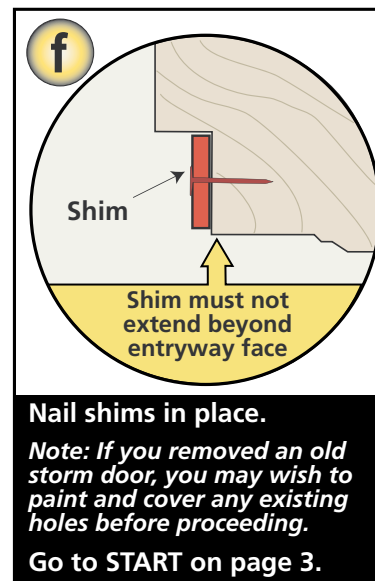 f
Shim
Shim must not
extend beyond
entryway face
Nail shims in place.
Note: If you removed an old
storm door, you may wish to
paint and cover any existing
holes before proceeding.
Go to START on page 3.